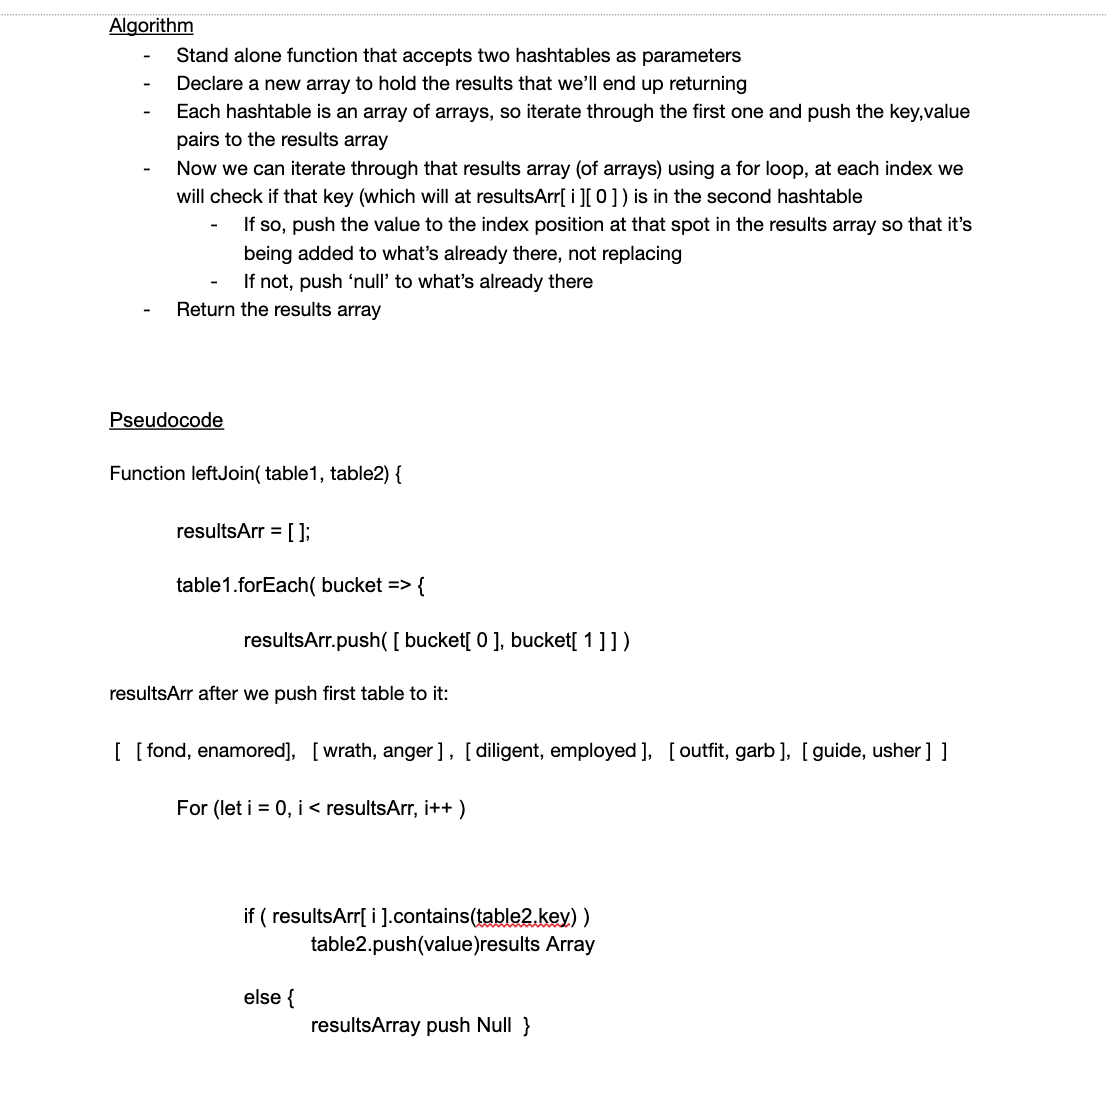 Algorithm
- Stand alone function that accepts two hashtables as parameters
- Declare a new array to hold the results that we’ll end up returning
- Each hashtable is an array of arrays, so iterate through the first one and push the key,value
pairs to the results array
- Now we can iterate through that results array (of arrays) using a for loop, at each index we
will check if that key (which will at resultsArr[ i ][ 0 ] ) is in the second hashtable
- If so, push the value to the index position at that spot in the results array so that it’s
being added to what’s already there, not replacing
- If not, push ‘null’ to what’s already there
- Return the results array
Pseudocode
Function leftJoin( table1, table2) {
resultsArr = [ ];
table1.forEach( bucket => {
resultsArr.push( [ bucket[ 0 ], bucket[ 1 ] ] )
resultsArr after we push first table to it:
[ [ fond, enamored], [ wrath, anger ] , [ diligent, employed ], [ outfit, garb ], [ guide, usher ] ]
For (let i = 0, i < resultsArr, i++ )
if ( resultsArr[ i ].contains(table2.key) )
table2.push(value)results Array
else {
resultsArray push Null }